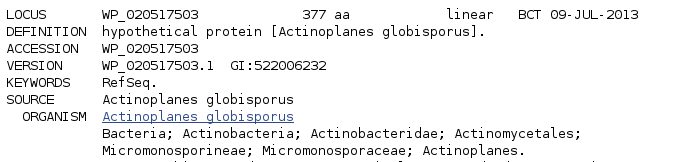 LOCUS WP_020517503 377 aa linear BCT 09-JUL-2013
DEFINITION hypothetical protein [Actinoplanes globisporus].
ACCESSION WP_020517503
VERSION WP_020517503.1 GI:522006232
KEYWORDS RefSeq.
SOURCE Actinoplanes globisporus
ORGANISM Actinoplanes globisporus
Bacteria; Actinobacteria; Actinobacteridae; Actinomycetales;
Micromonosporineae; Micromonosporaceae; Actinoplanes.